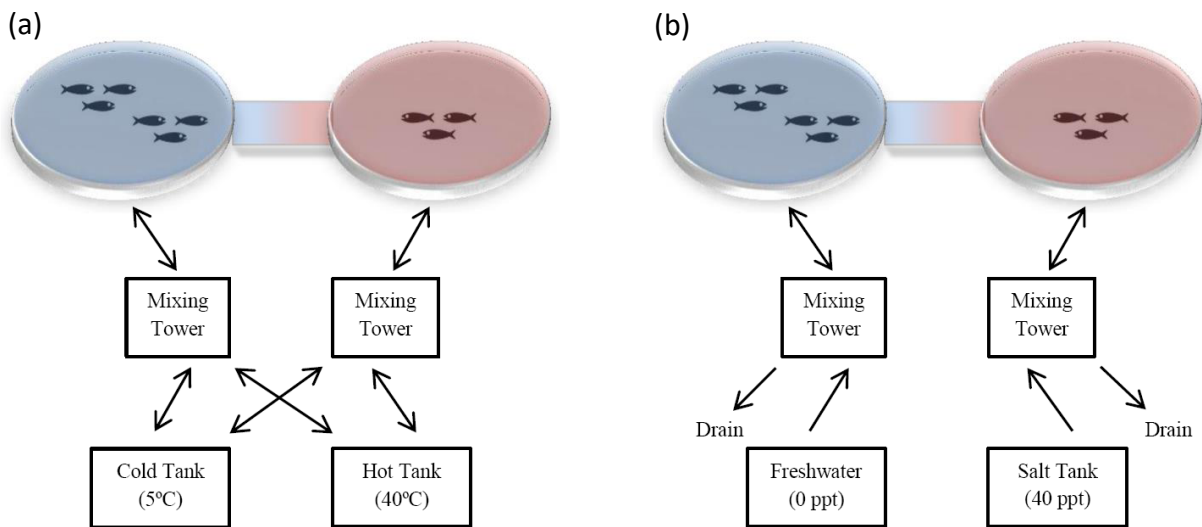 (a)
Mixing
Tower
Mixing
Tower
Cold Tank
(5ºC)
Hot Tank
(40ºC)
(b)
Mixing
Tower
Mixing
Tower
Drain
Drain
Freshwater
(0 ppt)
Salt Tank
(40 ppt)